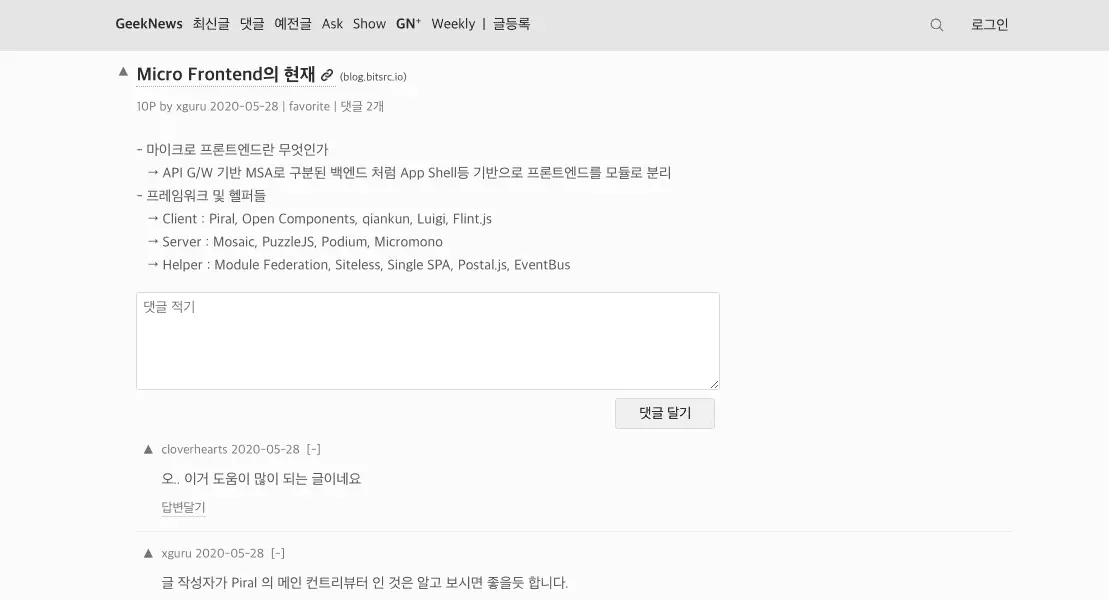 GeekNews 최신글 댓글 예전글 Ask Show GN⁺ Weekly | 글등록 로그인
▲ Micro Frontend의 현재 (blog.bitsrc.io)
10P by xguru 2020-05-28 | favorite | 댓글 2개
- 마이크로 프론트엔드란 무엇인가
→ API G/W 기반 MSA로 구분된 백엔드 처럼 App Shell등 기반으로 프론트엔드를 모듈로 분리
- 프레임워크 및 헬퍼들
→ Client : Piral, Open Components, qiankun, Luigi, Flint.js
→ Server : Mosaic, PuzzleJS, Podium, Micromono
→ Helper : Module Federation, Siteless, Single SPA, Postal.js, EventBus
댓글 적기
댓글 달기
▲ cloverhearts 2020-05-28 [-]
오.. 이거 도움이 많이 되는 글이네요
답변달기
▲ xguru 2020-05-28 [-]
글 작성자가 Piral 의 메인 컨트리뷰터 인 것은 알고 보시면 좋을듯 합니다.